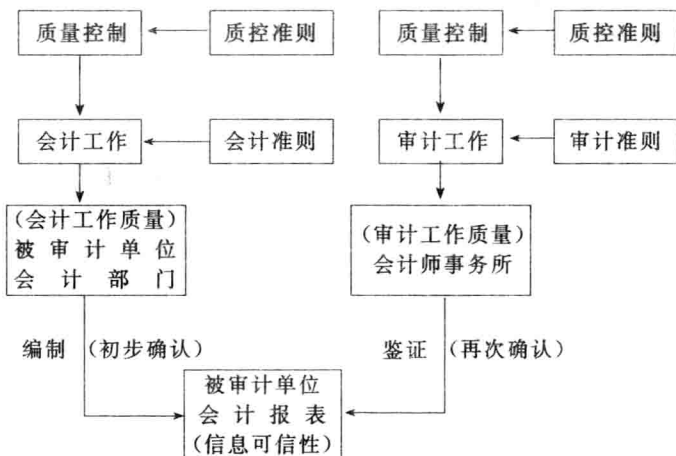 质量控制
质控准则
质量控制
质控准则
会计工作
会计准则
审计工作
审计准则
(会计工作质量)
被审计单位
会计部门
(审计工作质量)
会计师事务所
编制
(初步确认)
鉴证
(再次确认)
被审计单位
会计报表
(信息可信性)